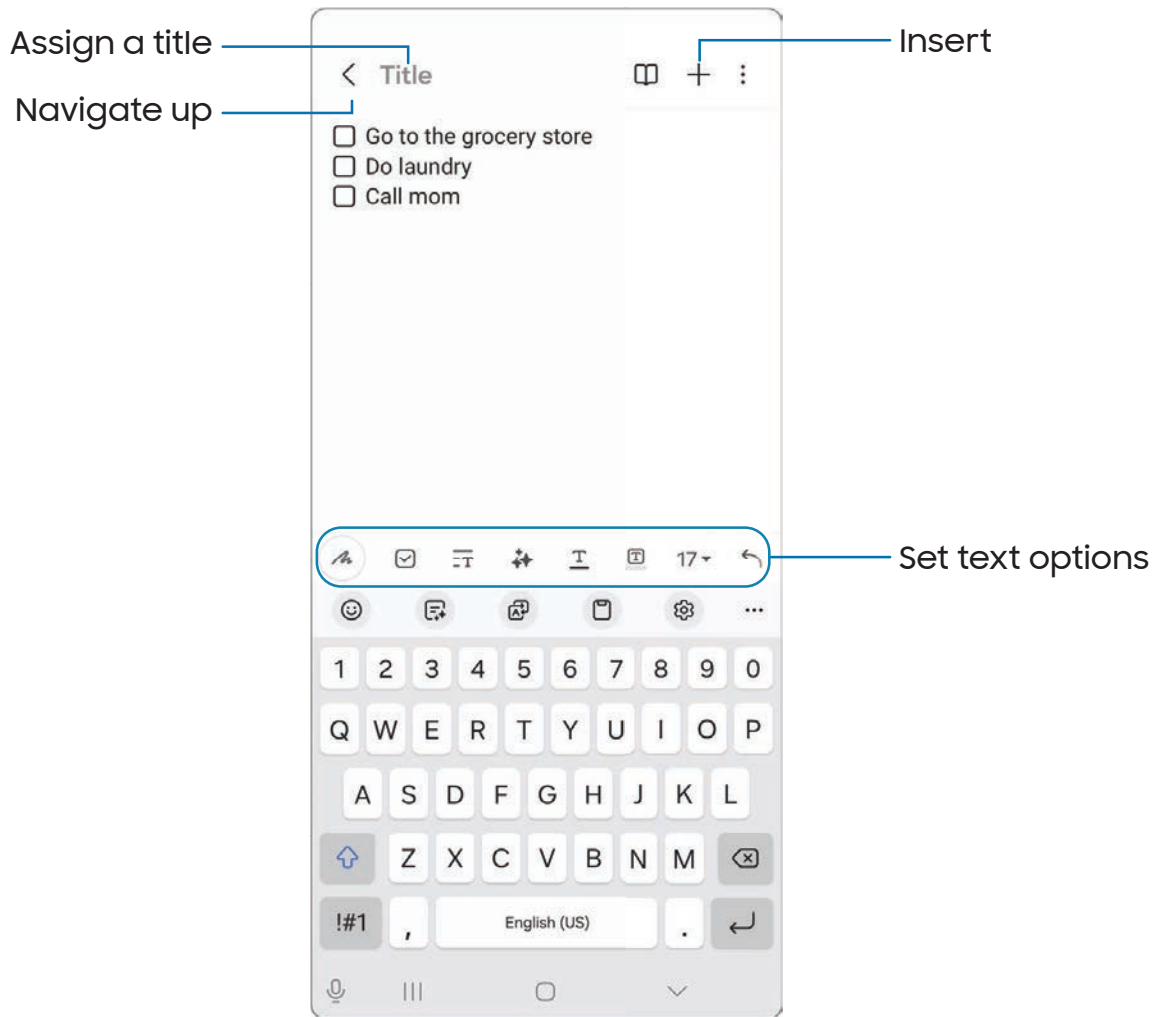 Assign a title
Insert
Title
Navigate up
Go to the grocery store
Do laundry
Call mom
T T T 17
Set text options
A
1 2 3 4 5 6 7 8 9 0
Q W E R T Y U I O P
A S D F G H J K L
Z X C V B N M
!#1 , English (US) .